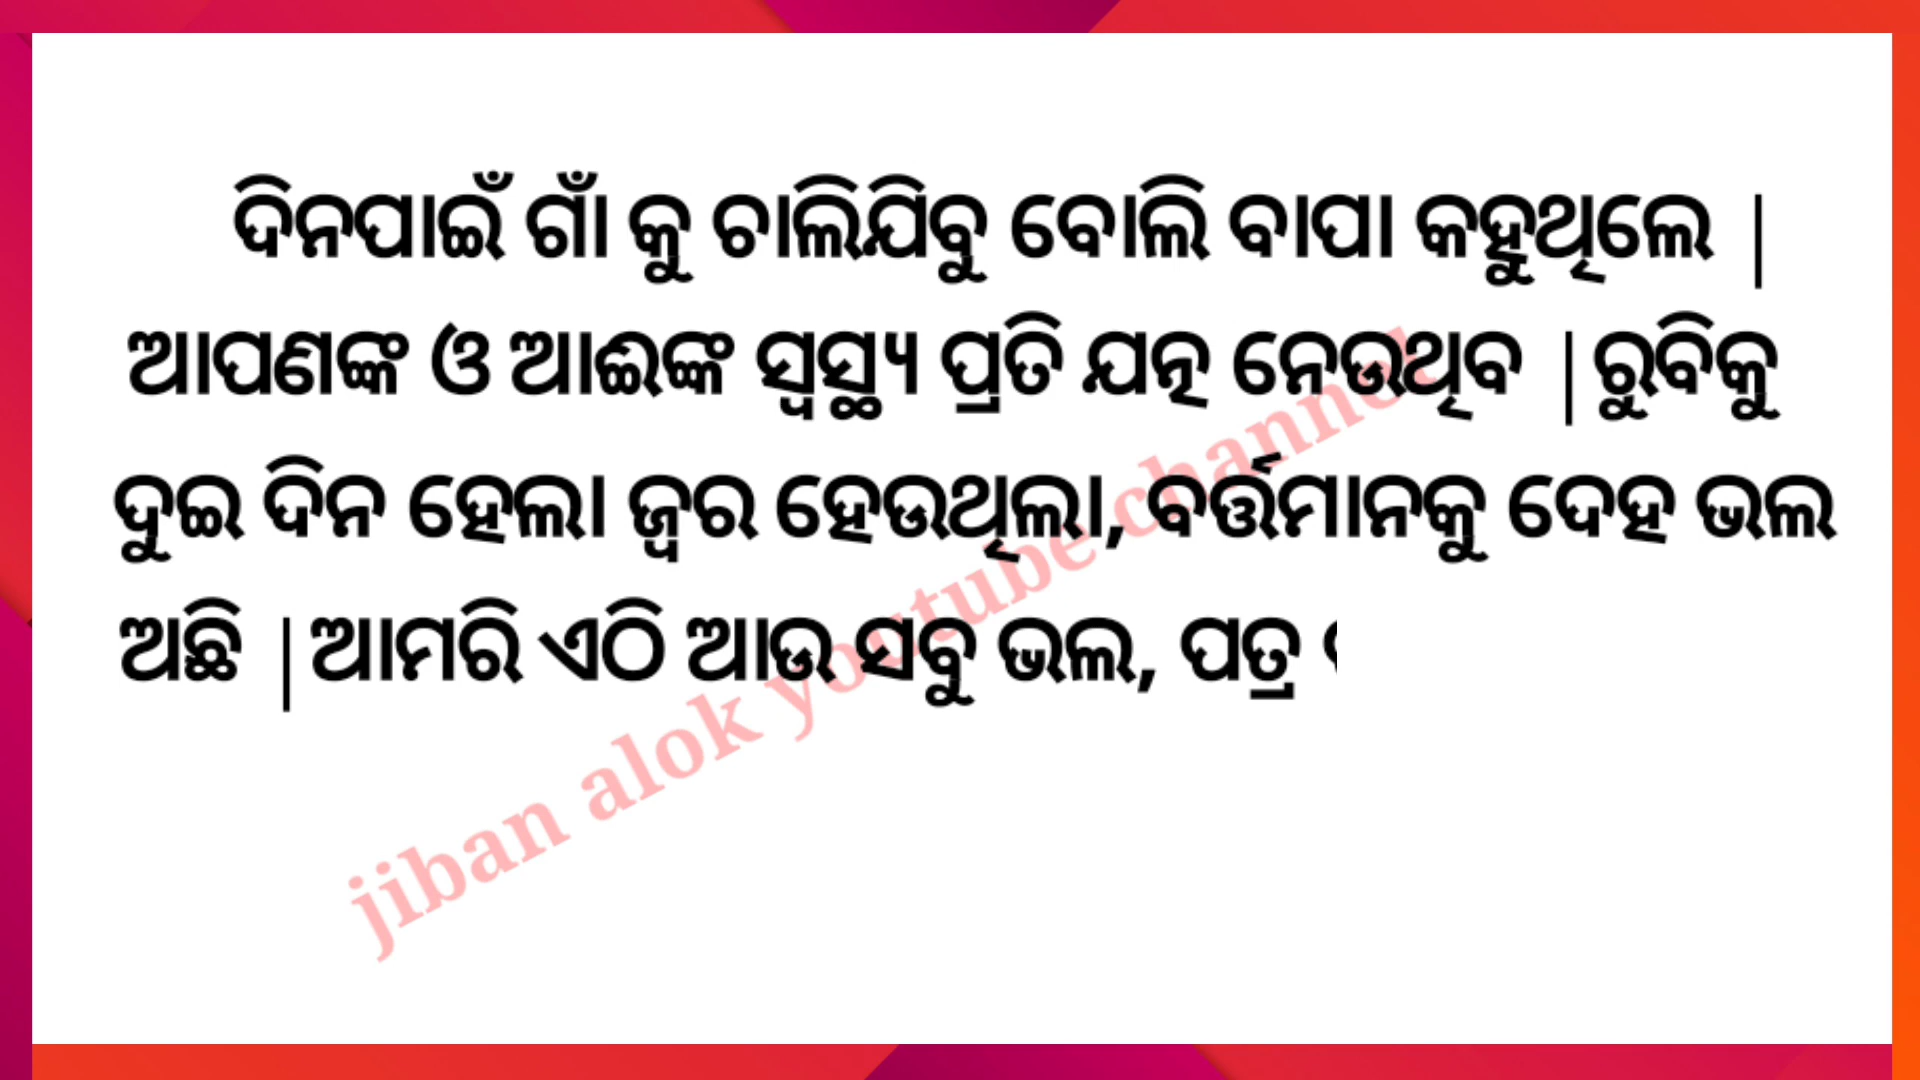 ଦିନପାଇଁ ଗାଁ କୁ ଚାଲିଯିବୁ ବୋଲି ବାପା କହୁଥିଲେ |
ଆପଣଙ୍କ ଓ ଆଈଙ୍କ ସ୍ୱସ୍ଥ୍ୟ ପ୍ରତି ଯତ୍ନ ନେଉଥିବ |ରୁବିକୁ
ଦୁଇ ଦିନ ହେଲା ଜ୍ୱର ହେଉଥିଲା, ବର୍ତ୍ତମାନକୁ ଦେହ ଭଲ
ଅଛି |ଆମରି ଏଠି ଆଉ ସବୁ ଭଲ, ପତ୍ର
jiban alok youtube channel